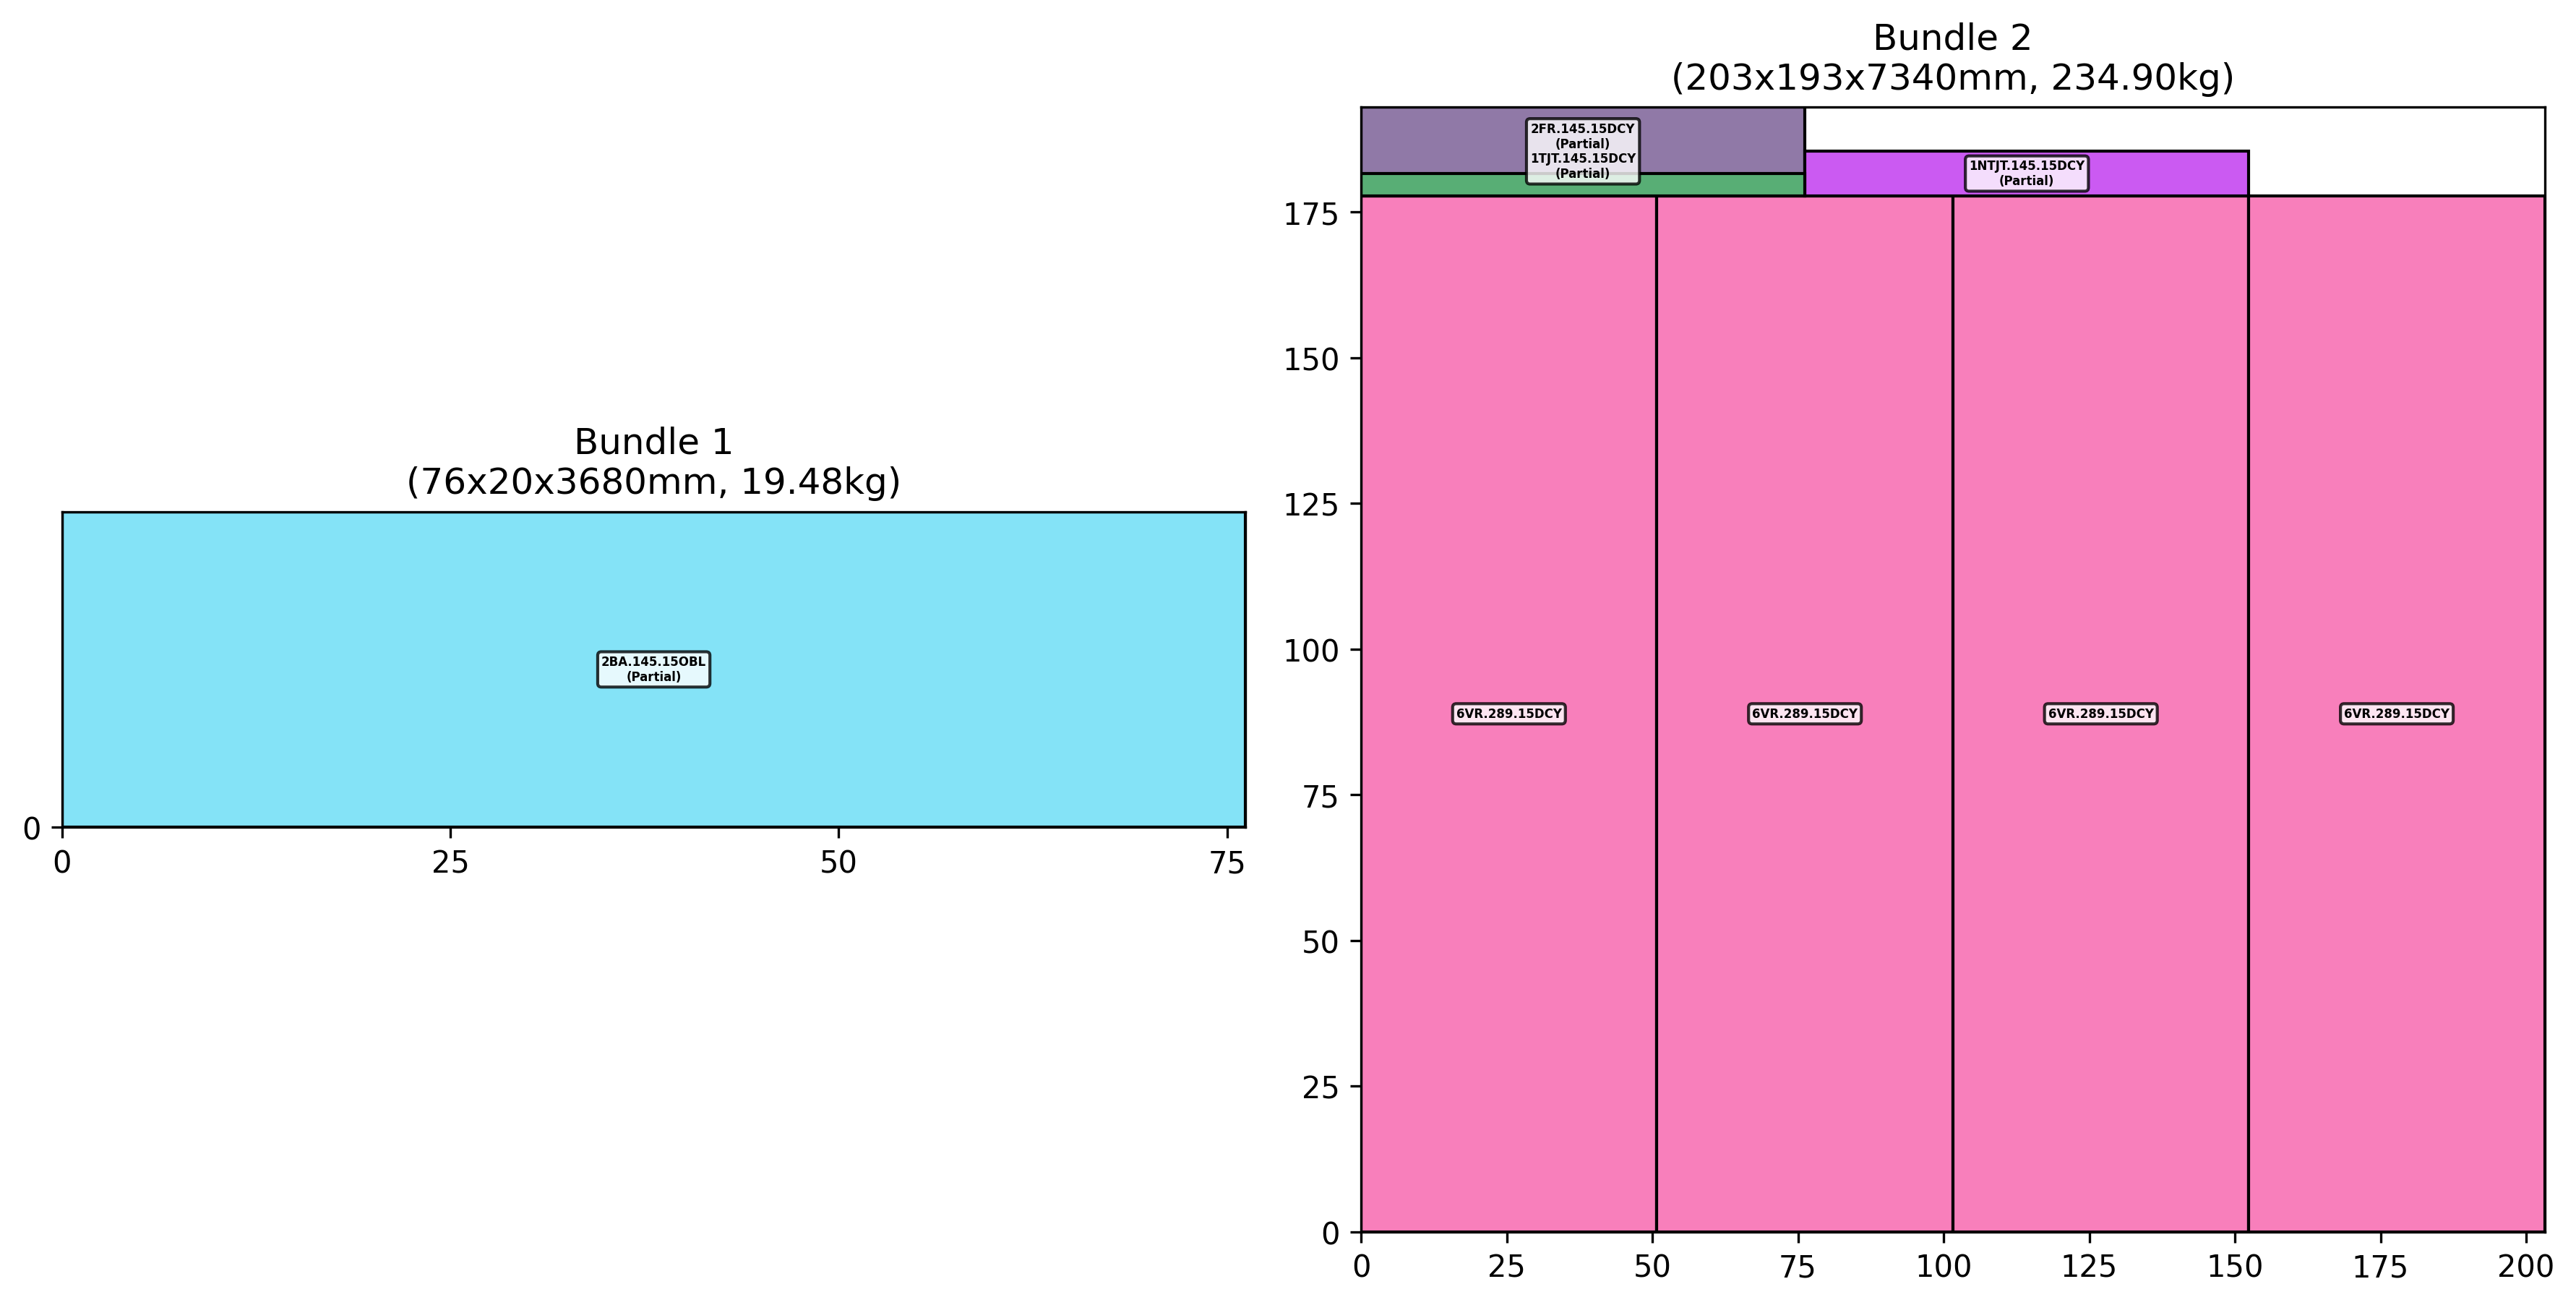 Bundle 1
(76x20x3680mm, 19.48kg)
2BA.145.15OBL
(Partial)
0
0 25 50 75
Bundle 2
(203x193x7340mm, 234.90kg)
2FR.145.15DCY
(Partial)
1TJT.145.15DCY
(Partial)
1NTJT.145.15DCY
(Partial)
175
150
125
100
75
50
25
0
6VR.289.15DCY 6VR.289.15DCY 6VR.289.15DCY 6VR.289.15DCY
0 25 50 75 100 125 150 175 200